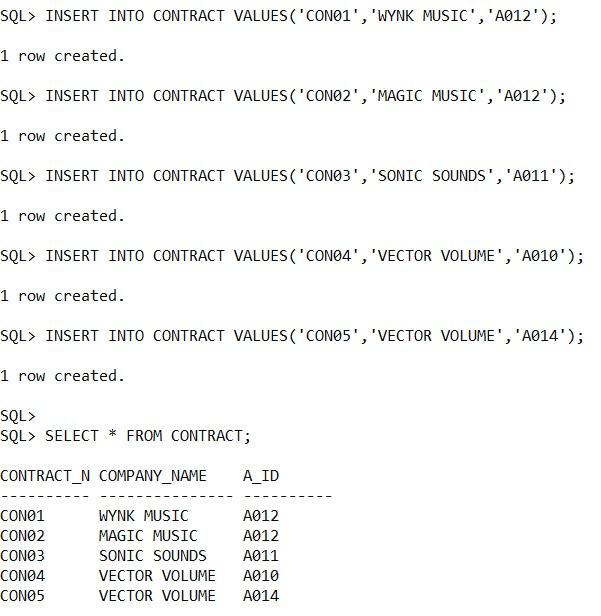 SQL> INSERT INTO CONTRACT VALUES('CON01','WYNK MUSIC','A012');
1 row created.
SQL> INSERT INTO CONTRACT VALUES('CON02','MAGIC MUSIC','A012');
1 row created.
SQL> INSERT INTO CONTRACT VALUES('CON03','SONIC SOUNDS','A011');
1 row created.
SQL> INSERT INTO CONTRACT VALUES('CON04','VECTOR VOLUME','A010');
1 row created.
SQL> INSERT INTO CONTRACT VALUES('CON05','VECTOR VOLUME','A014');
1 row created.
SQL>
SQL> SELECT * FROM CONTRACT;
CONTRACT_N COMPANY_NAME    A_ID
---------- --------------- ----------
CON01      WYNK MUSIC      A012
CON02      MAGIC MUSIC     A012
CON03      SONIC SOUNDS    A011
CON04      VECTOR VOLUME   A010
CON05      VECTOR VOLUME   A014